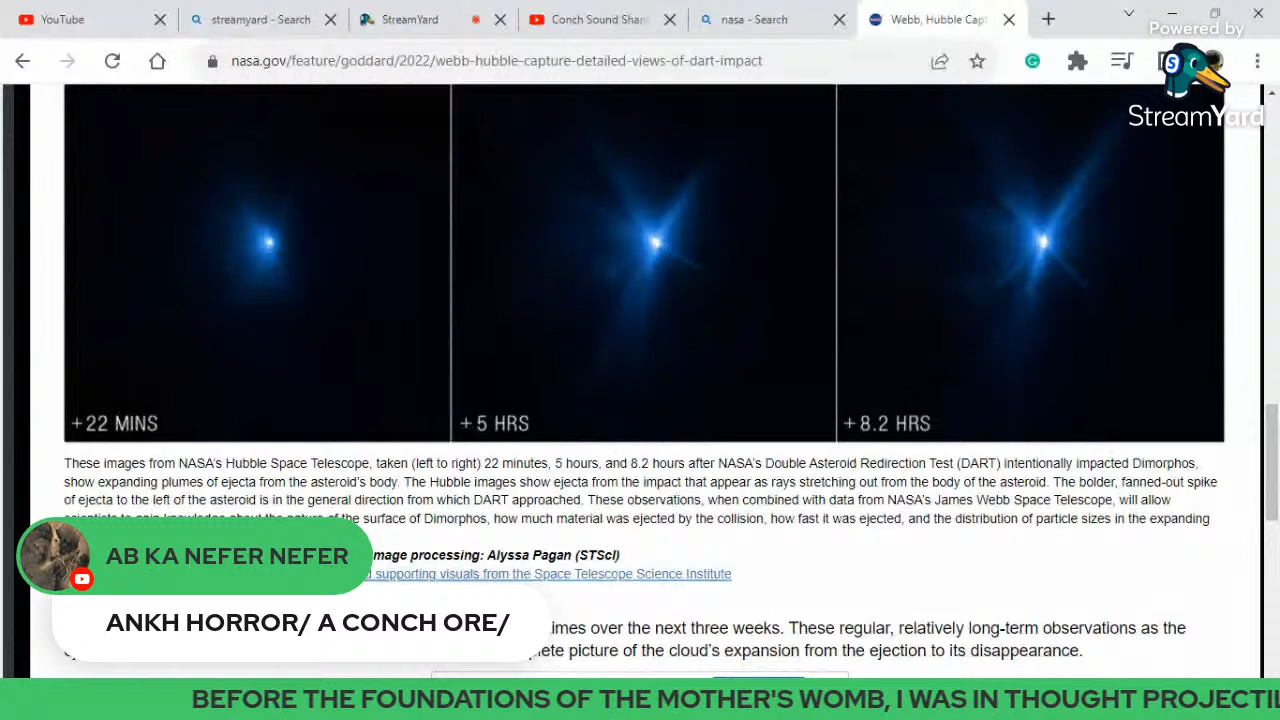 YouTube
streamyard - Search
StreamYard
Conch Sound Shan
nasa - Search
Webb, Hubble Cap
Powered by
nasa.gov/feature/goddard/2022/webb-hubble-capture-detailed-views-of-dart-impact
StreamYard
+22 MINS
+5 HRS
+8.2 HRS
These images from NASA's Hubble Space Telescope, taken (left to right) 22 minutes, 5 hours, and 8.2 hours after NASA's Double Asteroid Redirection Test (DART) intentionally impacted Dimorphos,
show expanding plumes of ejecta from the asteroid's body. The Hubble images show ejecta from the impact that appear as rays stretching out from the body of the asteroid. The bolder, fanned-out spike
of ejecta to the left of the asteroid is in the general direction from which DART approached. These observations, when combined with data from NASA's James Webb Space Telescope, will allow
the surface of Dimorphos, how much material was ejected by the collision, how fast it was ejected, and the distribution of particle sizes in the expanding
mage processing: Alyssa Pagan (STScI)
supporting visuals from the Space Telescope Science Institute
AB KA NEFER NEFER
ANKH HORROR/ A CONCH ORE/
times over the next three weeks. These regular, relatively long-term observations as the
plete picture of the cloud's expansion from the ejection to its disappearance.
BEFORE THE FOUNDATIONS OF THE MOTHER'S WOMB, I WAS IN THOUGHT PROJECTIL